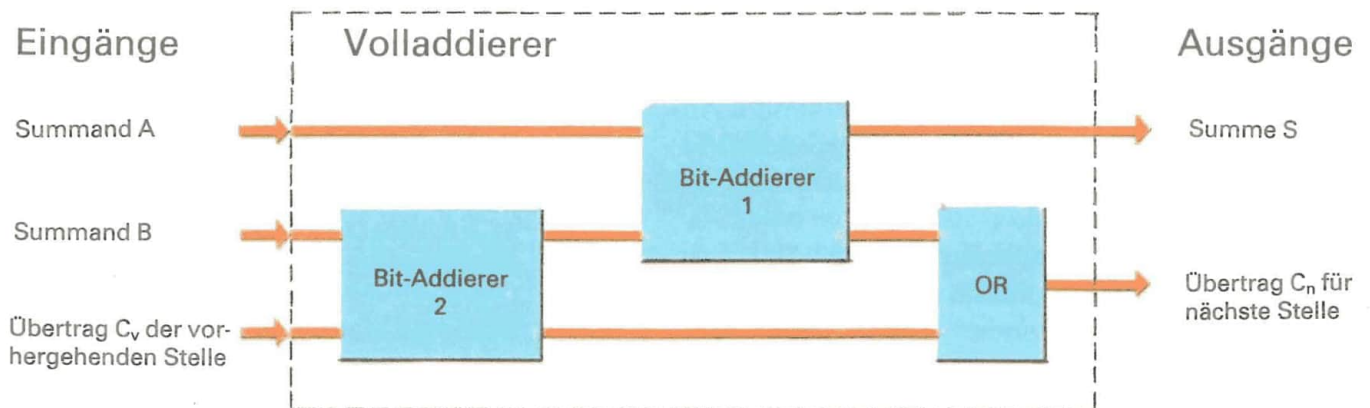 Eingänge
Volladdierer
Ausgänge
Summand A
Summe S
Bit-Addierer
1
Summand B
Bit-Addierer
2
OR
Übertrag Cᵥ der vor-
hergehenden Stelle
Übertrag Cₙ für
nächste Stelle